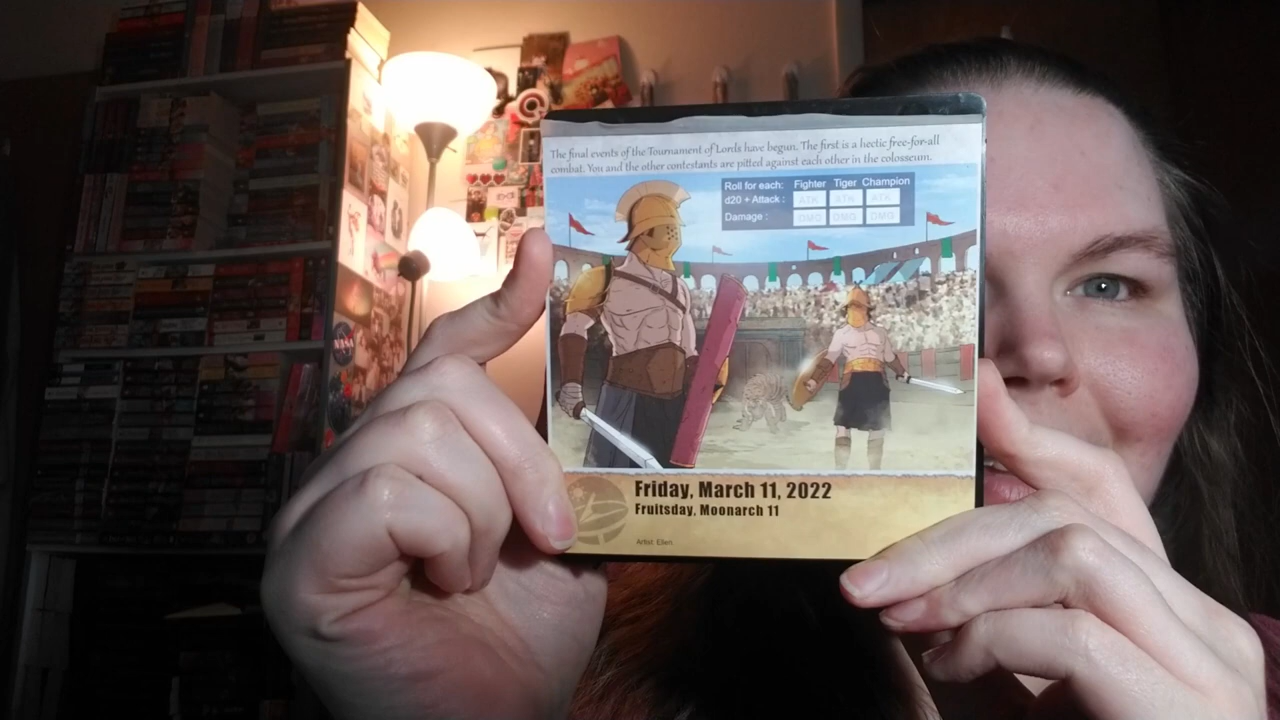 The final events of the Tournament of Lords have begun. The first is a hectic free-for-all
combat. You and the other contestants are pitted against each other in the colosseum.
Roll for each: Fighter Tiger Champion
d20 + Attack : ATK ATK ATK
Damage : DMG DMG DMG
Friday, March 11, 2022
Fruitsday, Moonarch 11
Artist: Ellen
NASA